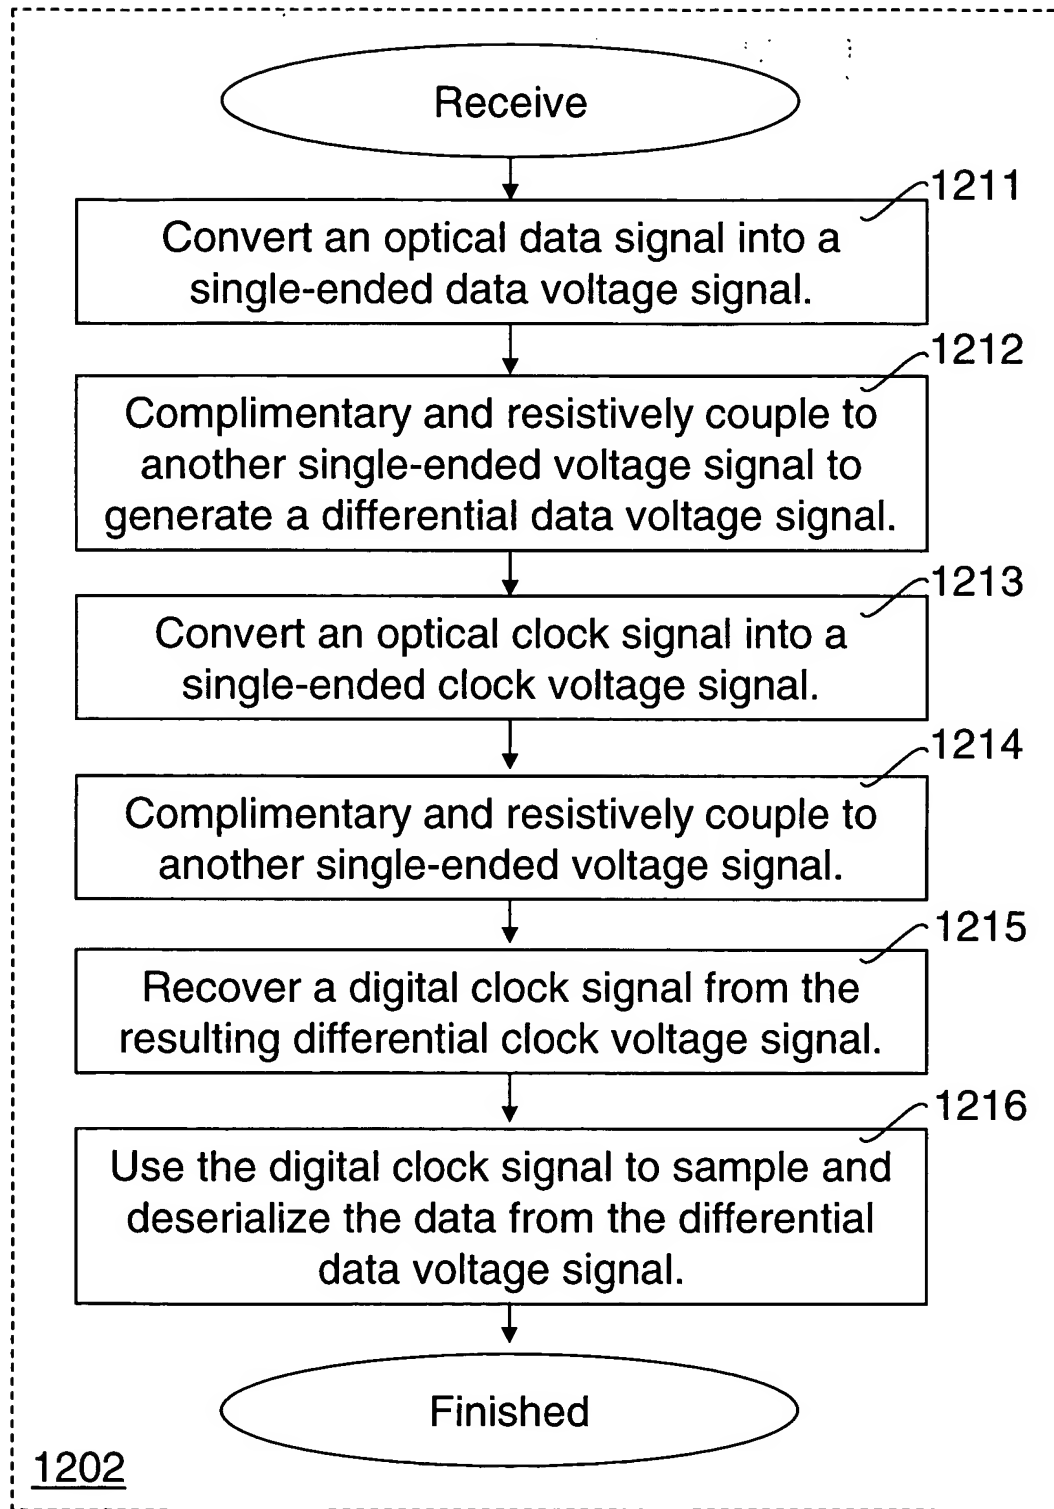 Receive
1211
Convert an optical data signal into a
single-ended data voltage signal.
1212
Complimentary and resistively couple to
another single-ended voltage signal to
generate a differential data voltage signal.
1213
Convert an optical clock signal into a
single-ended clock voltage signal.
1214
Complimentary and resistively couple to
another single-ended voltage signal.
1215
Recover a digital clock signal from the
resulting differential clock voltage signal.
1216
Use the digital clock signal to sample and
deserialize the data from the differential
data voltage signal.
Finished
1202